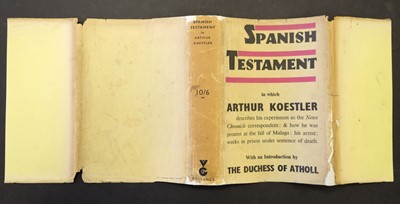 SPANISH
TESTAMENT
by
ARTHUR
KOESTLER
10/6
VG
GOLLANCZ
SPANISH
TESTAMENT
in which
ARTHUR KOESTLER
describes his experiences as the News
Chronicle correspondent: & how he was
present at the fall of Malaga: his arrest:
weeks in prison under sentence of death.
With an Introduction by
THE DUCHESS OF ATHOLL